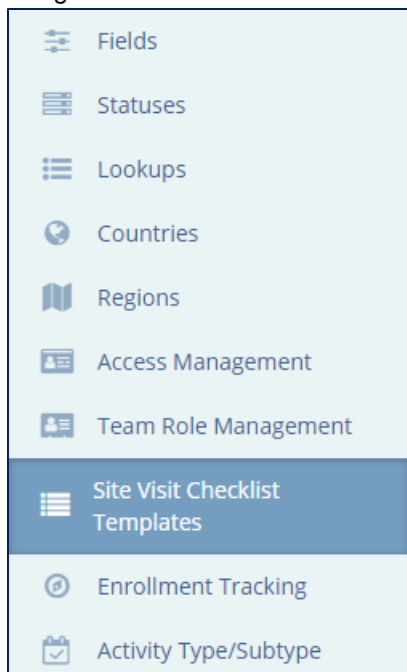 Fields
Statuses
Lookups
Countries
Regions
Access Management
Team Role Management
Site Visit Checklist
Templates
Enrollment Tracking
Activity Type/Subtype